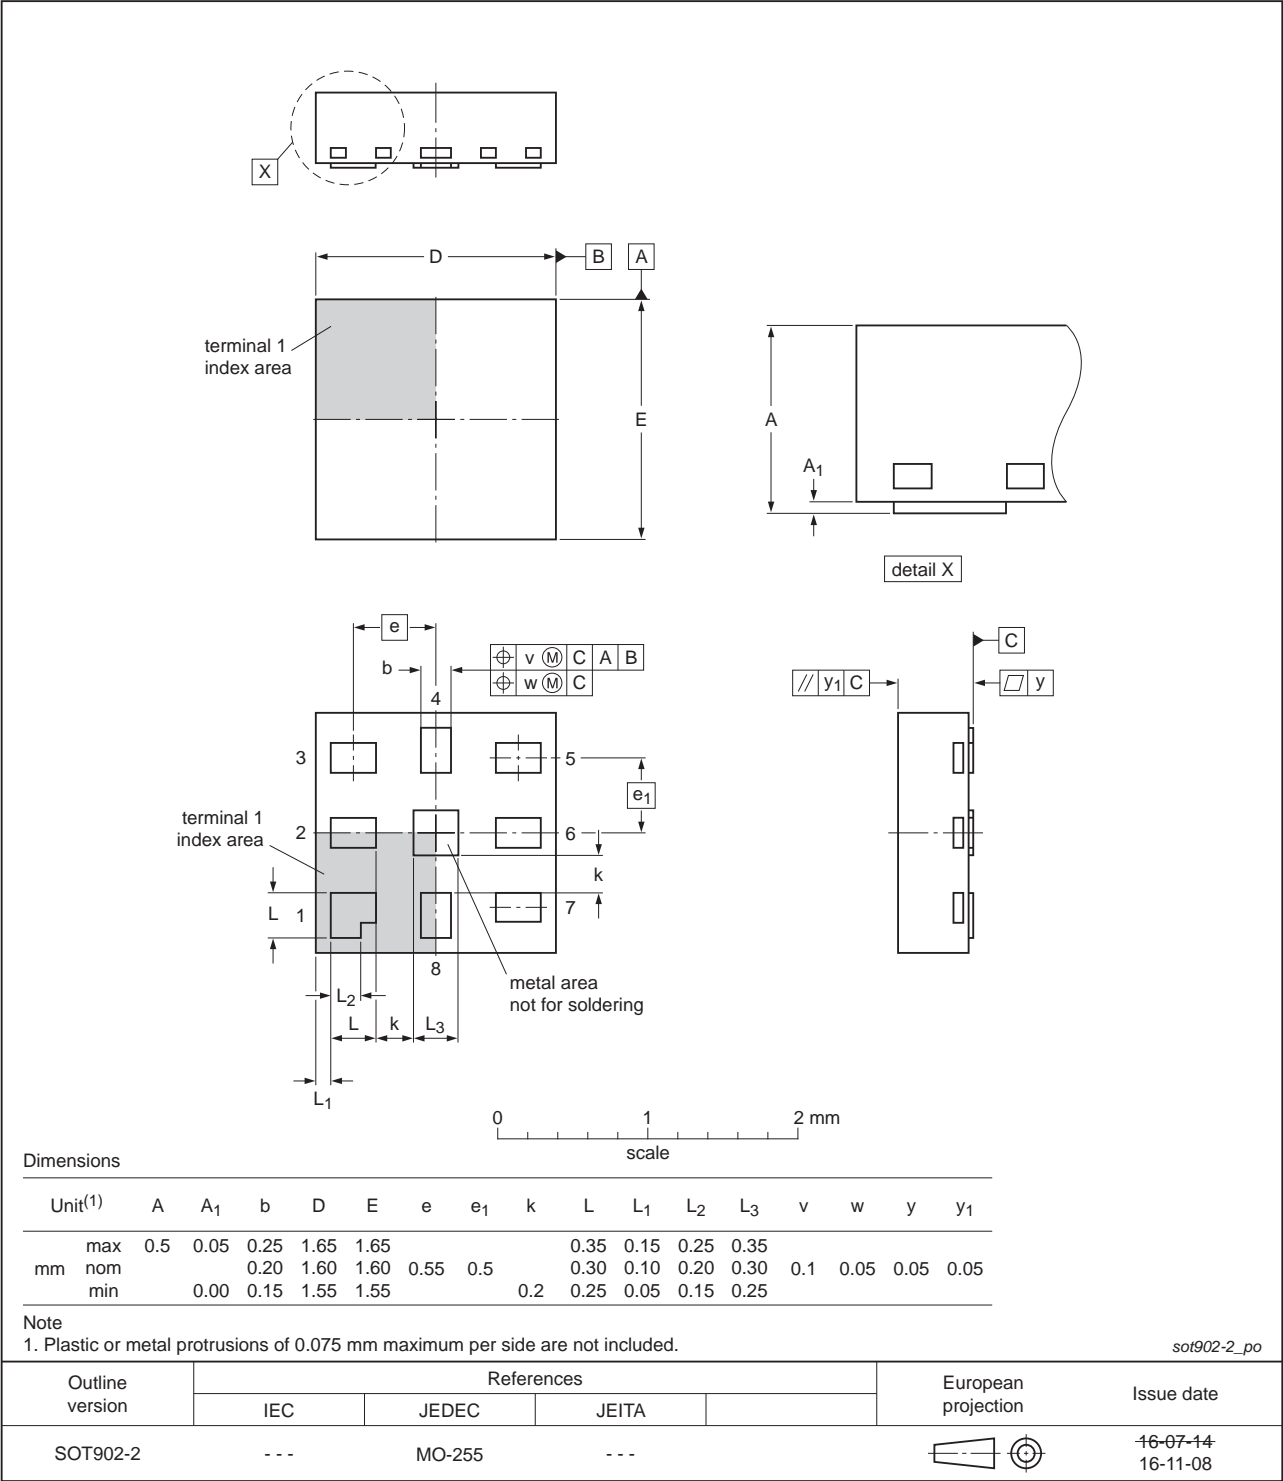 X
D B A
terminal 1
index area
E
A
A1
detail X
e
b
v M C A B
w M C
4
3 5
e1
terminal 1
index area
2 6
k
L 1 7
8
metal area
not for soldering
L2
L k L3
L1
C
// y1 C
y
0 1 2 mm
scale
Dimensions
Unit(1) A A1 b D E e e1 k L L1 L2 L3 v w y y1
max 0.5 0.05 0.25 1.65 1.65 0.35 0.15 0.25 0.35
mm nom 0.20 1.60 1.60 0.55 0.5 0.30 0.10 0.20 0.30 0.1 0.05 0.05 0.05
min 0.00 0.15 1.55 1.55 0.2 0.25 0.05 0.15 0.25
Note
1. Plastic or metal protrusions of 0.075 mm maximum per side are not included.
sot902-2_po
Outline
version
References
IEC JEDEC JEITA
European
projection
Issue date
SOT902-2 - - - MO-255 - - -
16-07-14
16-11-08